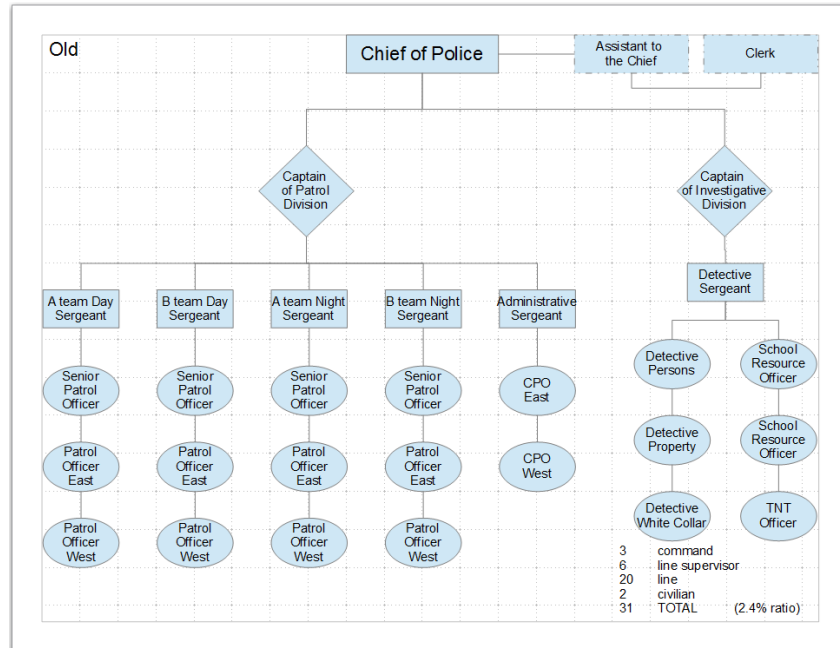 Old
Chief of Police
Assistant to
the Chief
Clerk
Captain
of Patrol
Division
Captain
of Investigative
Division
A team Day
Sergeant
B team Day
Sergeant
A team Night
Sergeant
B team Night
Sergeant
Administrative
Sergeant
Detective
Sergeant
Senior
Patrol
Officer
Senior
Patrol
Officer
Senior
Patrol
Officer
Senior
Patrol
Officer
CPO
East
Detective
Persons
School
Resource
Officer
Patrol
Officer
East
Patrol
Officer
East
Patrol
Officer
East
Patrol
Officer
East
CPO
West
Detective
Property
School
Resource
Officer
Patrol
Officer
West
Patrol
Officer
West
Patrol
Officer
West
Patrol
Officer
West
Detective
White Collar
TNT
Officer
3 command
6 line supervisor
20 line
2 civilian
31 TOTAL (2.4% ratio)